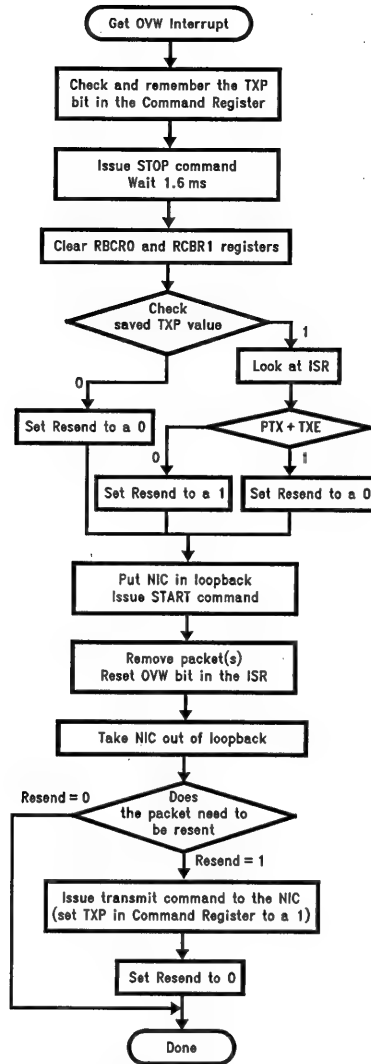 Get OVW Interrupt
Check and remember the TXP
bit in the Command Register
Issue STOP command
Wait 1.6 ms
Clear RBCR0 and RCBR1 registers
Check
saved TXP value
1
0
Look at ISR
Set Resend to a 0
PTX + TXE
0
1
Set Resend to a 1
Set Resend to a 0
Put NIC in loopback
Issue START command
Remove packet(s)
Reset OVW bit in the ISR
Take NIC out of loopback
Resend = 0
Does
the packet need to
be resent
Resend = 1
Issue transmit command to the NIC
(set TXP in Command Register to a 1)
Set Resend to 0
Done